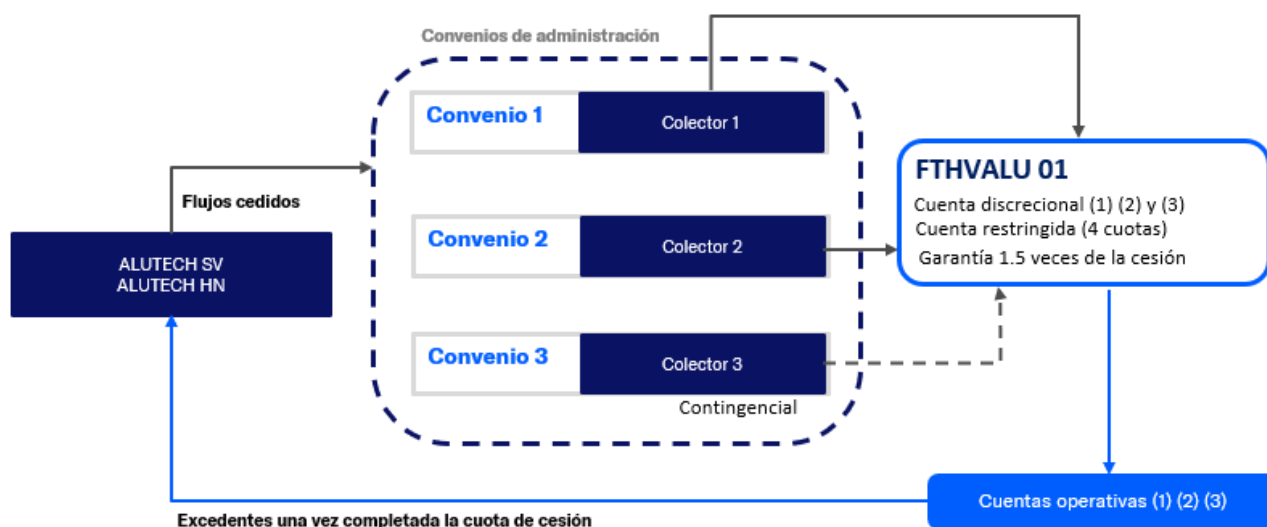 Convenios de administración
Convenio 1
Colector 1
FTHVALU 01
Cuenta discrecional (1) (2) y (3)
Cuenta restringida (4 cuotas)
Garantía 1.5 veces de la cesión
Flujos cedidos
Convenio 2
Colector 2
ALUTECH SV
ALUTECH HN
Convenio 3
Colector 3
Contingencial
Cuentas operativas (1) (2) (3)
Excedentes una vez completada la cuota de cesión